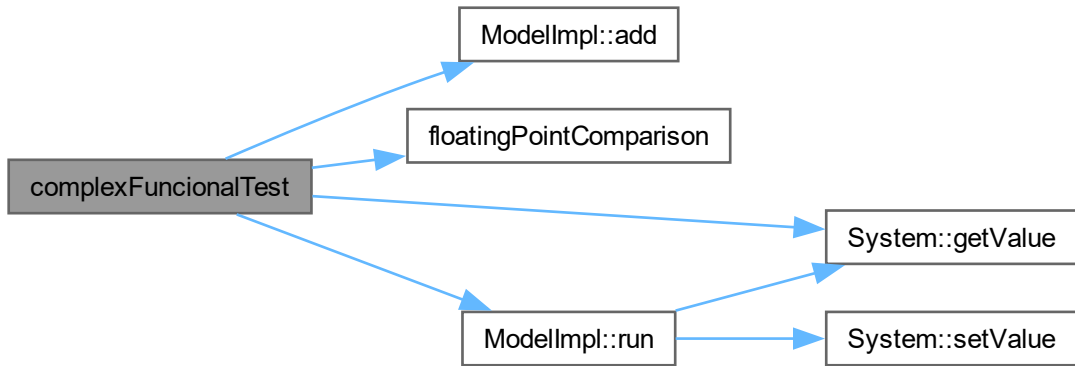 ModelImpl::add
floatingPointComparison
complexFuncionalTest
System::getValue
ModelImpl::run
System::setValue